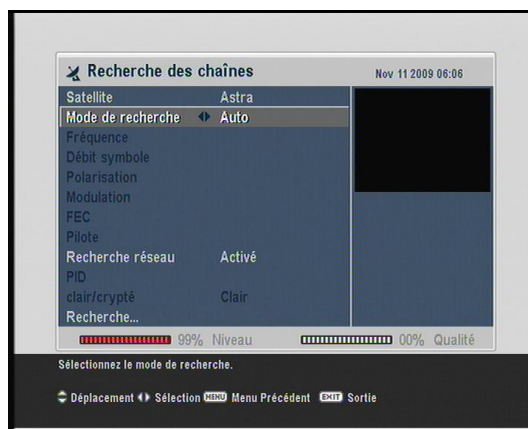 Recherche des chaînes Nov 11 2009 06:06
Satellite Astra
Mode de recherche Auto
Fréquence
Débit symbole
Polarisation
Modulation
FEC
Pilote
Recherche réseau Activé
PID
clair/crypté Clair
Recherche...
99% Niveau 00% Qualité
Sélectionnez le mode de recherche.
Déplacement Sélection MENU Menu Précédent EXIT Sortie